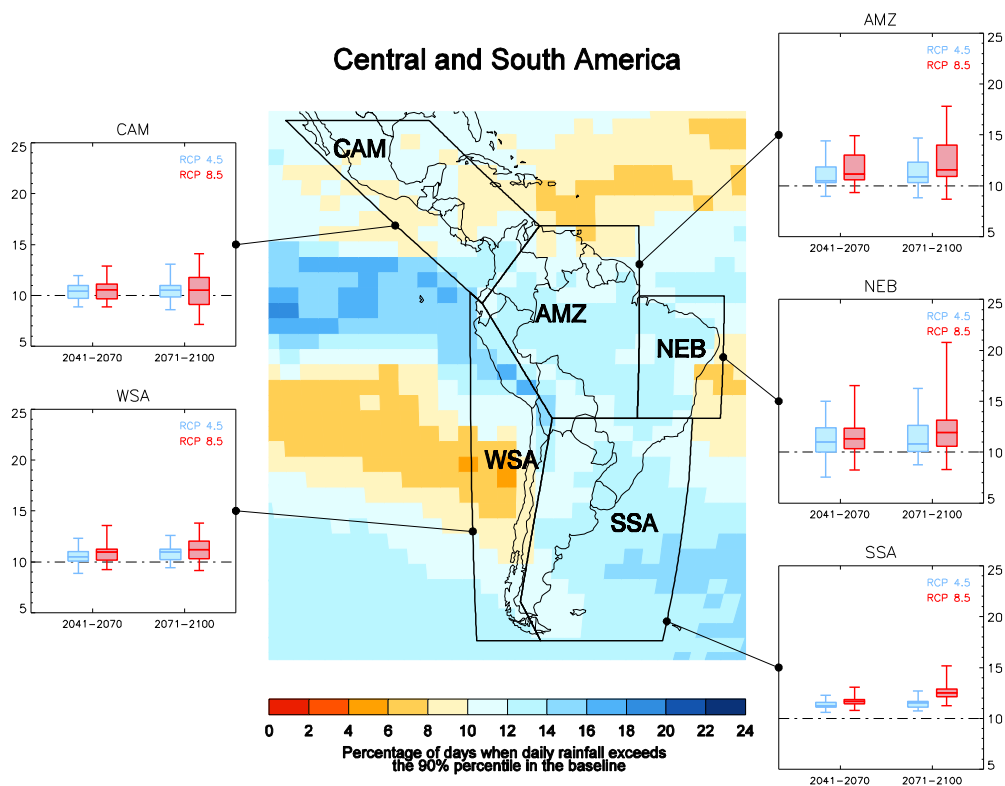 Central and South America
CAM
25
20
15
10
5
RCP 4.5
RCP 8.5
2041-2070
2071-2100
WSA
25
20
15
10
5
RCP 4.5
RCP 8.5
2041-2070
2071-2100
CAM
AMZ
NEB
WSA
SSA
0 2 4 6 8 10 12 14 16 18 20 22 24
Percentage of days when daily rainfall exceeds
the 90% percentile in the baseline
AMZ
RCP 4.5
RCP 8.5
25
20
15
10
5
2041-2070
2071-2100
NEB
RCP 4.5
RCP 8.5
25
20
15
10
5
2041-2070
2071-2100
SSA
RCP 4.5
RCP 8.5
25
20
15
10
5
2041-2070
2071-2100